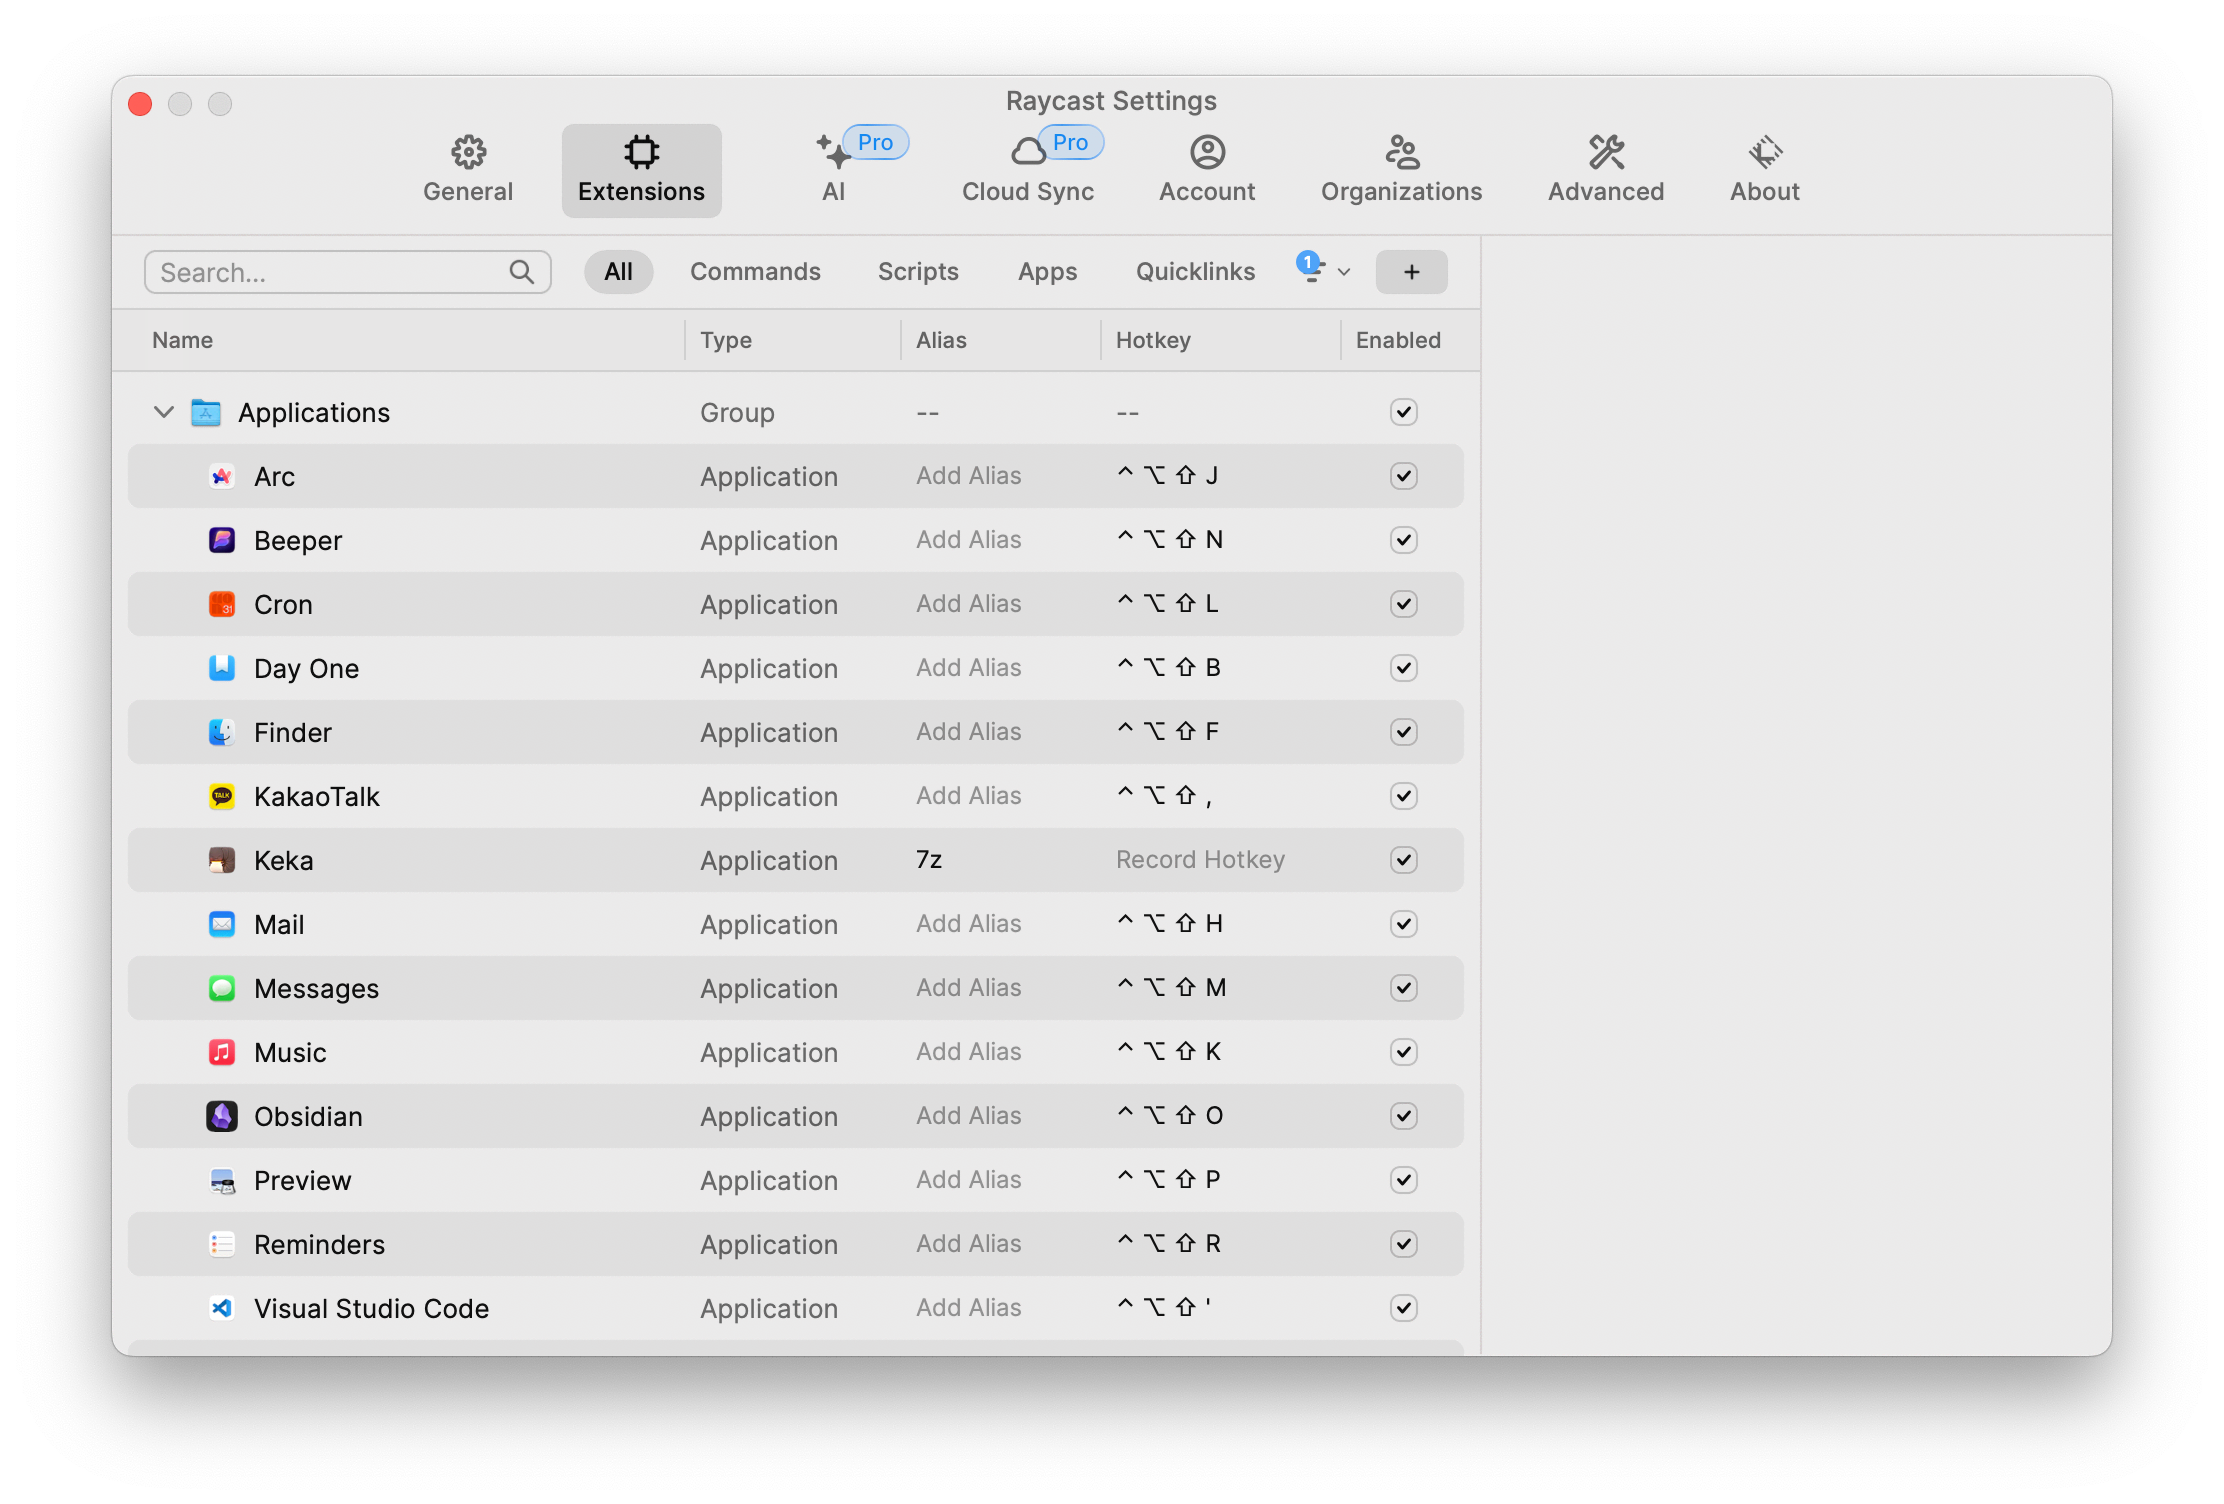 Raycast Settings
General Extensions AI Pro Cloud Sync Pro Account Organizations Advanced About
Search... All Commands Scripts Apps Quicklinks 1 +
Name Type Alias Hotkey Enabled
Applications Group -- --
Arc Application Add Alias ^ ⌥ ⇧ J
Beeper Application Add Alias ^ ⌥ ⇧ N
Cron Application Add Alias ^ ⌥ ⇧ L
Day One Application Add Alias ^ ⌥ ⇧ B
Finder Application Add Alias ^ ⌥ ⇧ F
KakaoTalk Application Add Alias ^ ⌥ ⇧ ,
Keka Application 7z Record Hotkey
Mail Application Add Alias ^ ⌥ ⇧ H
Messages Application Add Alias ^ ⌥ ⇧ M
Music Application Add Alias ^ ⌥ ⇧ K
Obsidian Application Add Alias ^ ⌥ ⇧ O
Preview Application Add Alias ^ ⌥ ⇧ P
Reminders Application Add Alias ^ ⌥ ⇧ R
Visual Studio Code Application Add Alias ^ ⌥ ⇧ '